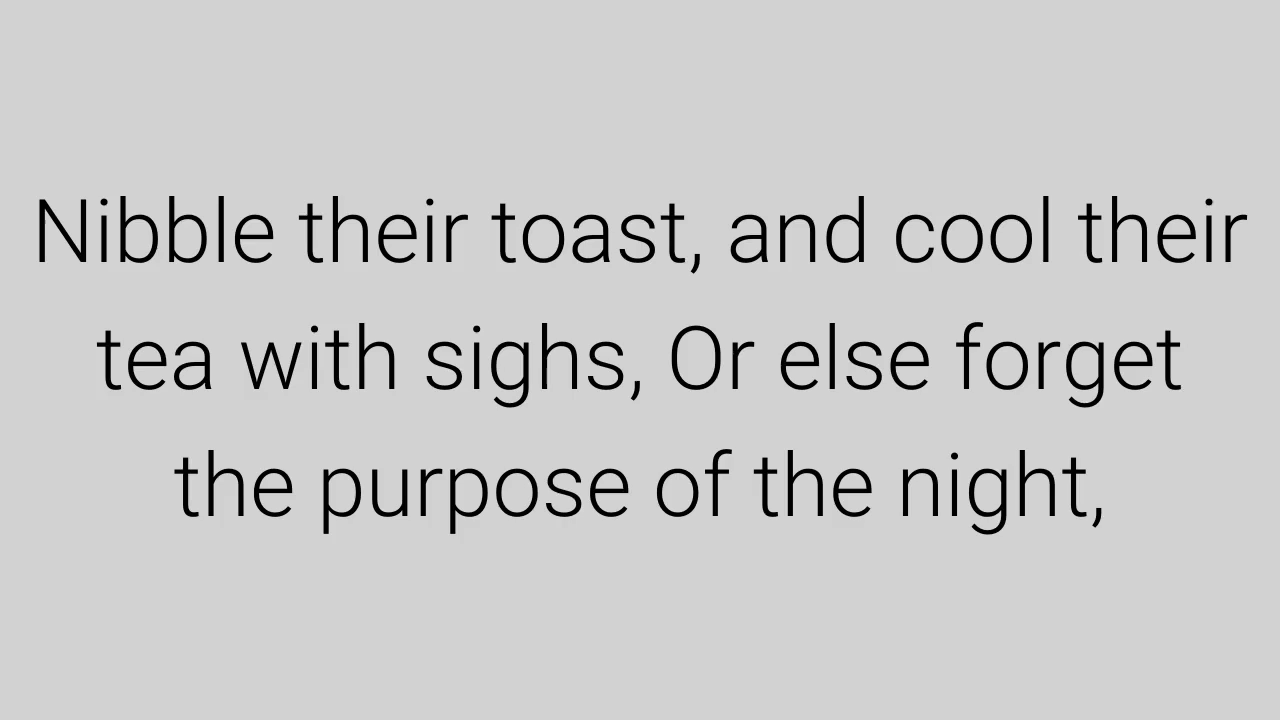 Nibble their toast, and cool their
tea with sighs, Or else forget
the purpose of the night,